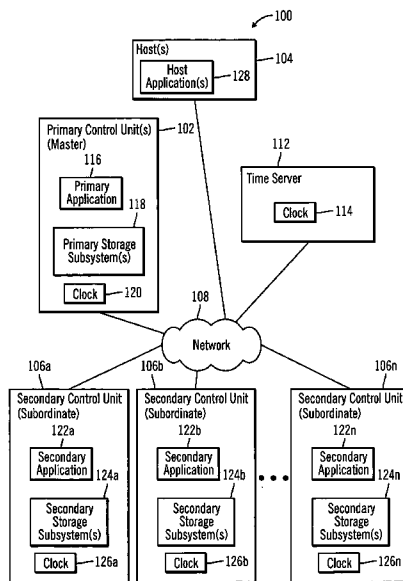 100
Host(s)
104
Host
Application(s)
128
Primary Control Unit(s)
(Master)
102
116
Primary
Application
118
Primary Storage
Subsystem(s)
Clock
120
112
Time Server
Clock
114
108
Network
106a
Secondary Control Unit
(Subordinate)
122a
Secondary
Application
124a
Secondary
Storage
Subsystem(s)
Clock
126a
106b
Secondary Control Unit
(Subordinate)
122b
Secondary
Application
124b
Secondary
Storage
Subsystem(s)
Clock
126b
106n
Secondary Control Unit
(Subordinate)
122n
Secondary
Application
124n
Secondary
Storage
Subsystem(s)
Clock
126n